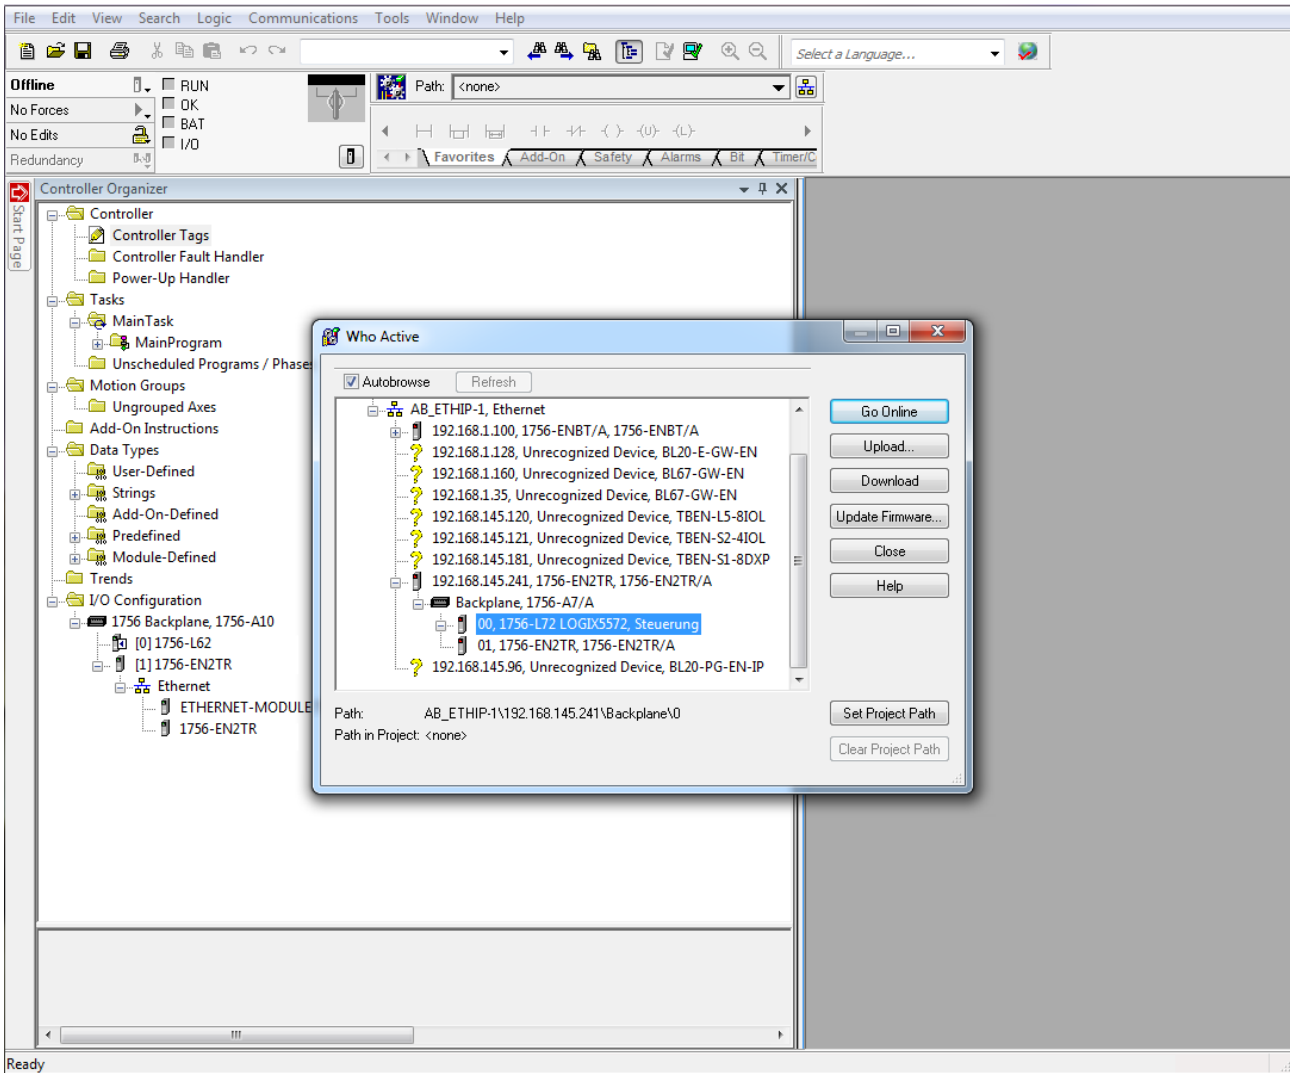 File Edit View Search Logic Communications Tools Window Help
Select a Language...
Offline
RUN
Path: <none>
No Forces
OK
No Edits
BAT
I/O
Redundancy
Favorites Add-On Safety Alarms Bit Timer/C
Start Page
Controller Organizer
Controller
Controller Tags
Controller Fault Handler
Power-Up Handler
Tasks
MainTask
MainProgram
Unscheduled Programs / Phases
Motion Groups
Ungrouped Axes
Add-On Instructions
Data Types
User-Defined
Strings
Add-On-Defined
Predefined
Module-Defined
Trends
I/O Configuration
1756 Backplane, 1756-A10
[0] 1756-L62
[1] 1756-EN2TR
Ethernet
ETHERNET-MODULE
1756-EN2TR
Who Active
Autobrowse Refresh
AB_ETHIP-1, Ethernet
192.168.1.100, 1756-ENBT/A, 1756-ENBT/A
192.168.1.128, Unrecognized Device, BL20-E-GW-EN
192.168.1.160, Unrecognized Device, BL67-GW-EN
192.168.1.35, Unrecognized Device, BL67-GW-EN
192.168.145.120, Unrecognized Device, TBEN-L5-8IOL
192.168.145.121, Unrecognized Device, TBEN-S2-4IOL
192.168.145.181, Unrecognized Device, TBEN-S1-8DXP
192.168.145.241, 1756-EN2TR, 1756-EN2TR/A
Backplane, 1756-A7/A
00, 1756-L72 LOGIX5572, Steuerung
01, 1756-EN2TR, 1756-EN2TR/A
192.168.145.96, Unrecognized Device, BL20-PG-EN-IP
Go Online
Upload...
Download
Update Firmware...
Close
Help
Path: AB_ETHIP-1\192.168.145.241\Backplane\0
Path in Project: <none>
Set Project Path
Clear Project Path
Ready